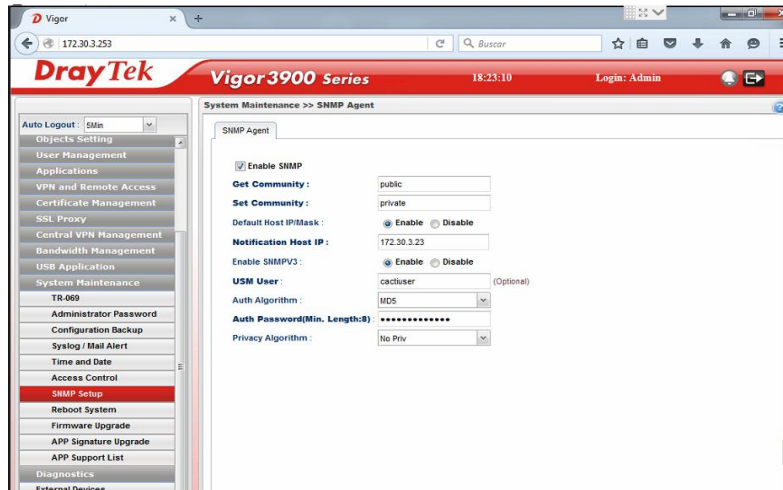 Vigor
172.30.3.253
Buscar
DrayTek
Vigor3900 Series
18:23:10
Login: Admin
System Maintenance >> SNMP Agent
Auto Logout : 5Min
Objects Setting
User Management
Applications
VPN and Remote Access
Certificate Management
SSL Proxy
Central VPN Management
Bandwidth Management
USB Application
System Maintenance
TR-069
Administrator Password
Configuration Backup
Syslog / Mail Alert
Time and Date
Access Control
SNMP Setup
Reboot System
Firmware Upgrade
APP Signature Upgrade
APP Support List
Diagnostics
External Devices
SNMP Agent
Enable SNMP
Get Community : public
Set Community : private
Default Host IP/Mask : Enable Disable
Notification Host IP : 172.30.3.23
Enable SNMPV3 : Enable Disable
USM User : cactiuser (Optional)
Auth Algorithm : MD5
Auth Password(Min. Length:8) : •••••••••••••
Privacy Algorithm : No Priv